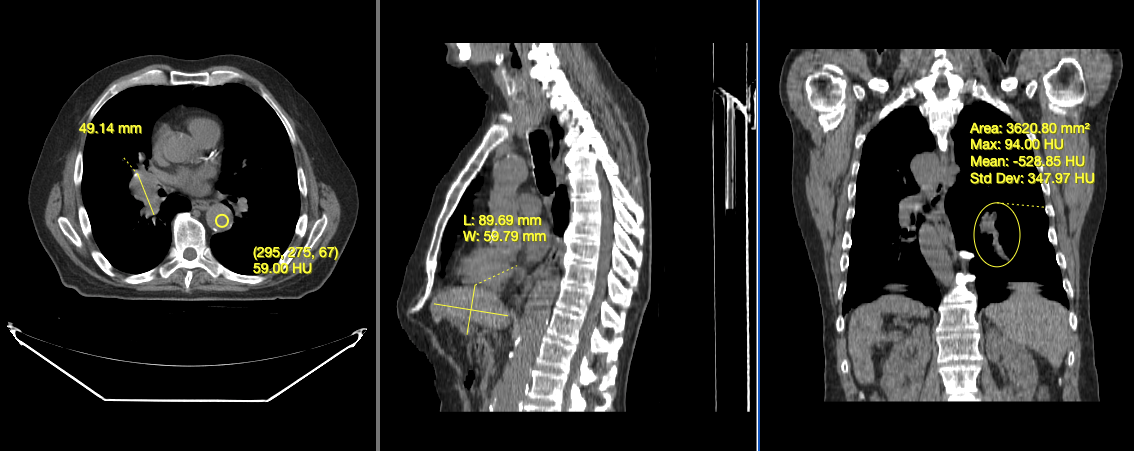 49.14 mm
(295, 275, 67)
59.00 HU
L: 89.69 mm
W: 59.79 mm
Area: 3620.80 mm²
Max: 94.00 HU
Mean: -528.85 HU
Std Dev: 347.97 HU